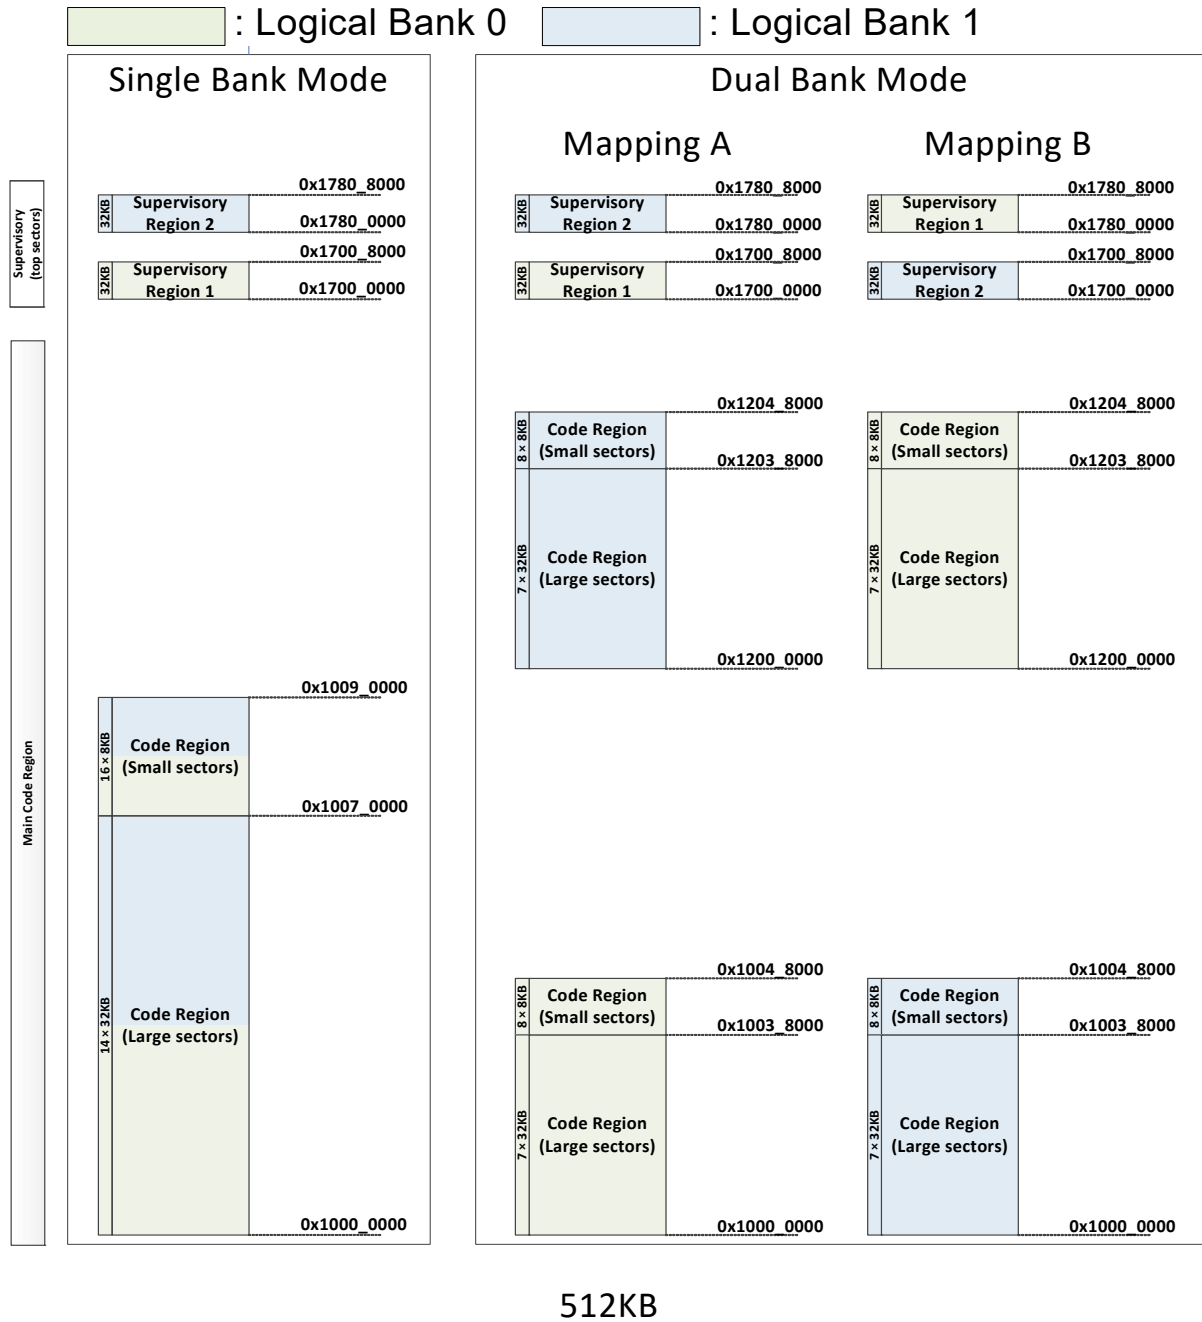 : Logical Bank 0
: Logical Bank 1
Single Bank Mode
Supervisory
(top sectors)
Main Code Region
0x1780_8000
32KB
Supervisory
Region 2
0x1780_0000
0x1700_8000
32KB
Supervisory
Region 1
0x1700_0000
0x1009_0000
16 × 8KB
Code Region
(Small sectors)
0x1007_0000
14 × 32KB
Code Region
(Large sectors)
0x1000_0000
Dual Bank Mode
Mapping A
0x1780_8000
32KB
Supervisory
Region 2
0x1780_0000
0x1700_8000
32KB
Supervisory
Region 1
0x1700_0000
0x1204_8000
8 × 8KB
Code Region
(Small sectors)
0x1203_8000
7 × 32KB
Code Region
(Large sectors)
0x1200_0000
0x1004_8000
8 × 8KB
Code Region
(Small sectors)
0x1003_8000
7 × 32KB
Code Region
(Large sectors)
0x1000_0000
Mapping B
0x1780_8000
32KB
Supervisory
Region 1
0x1780_0000
0x1700_8000
32KB
Supervisory
Region 2
0x1700_0000
0x1204_8000
8 × 8KB
Code Region
(Small sectors)
0x1203_8000
7 × 32KB
Code Region
(Large sectors)
0x1200_0000
0x1004_8000
8 × 8KB
Code Region
(Small sectors)
0x1003_8000
7 × 32KB
Code Region
(Large sectors)
0x1000_0000
512KB